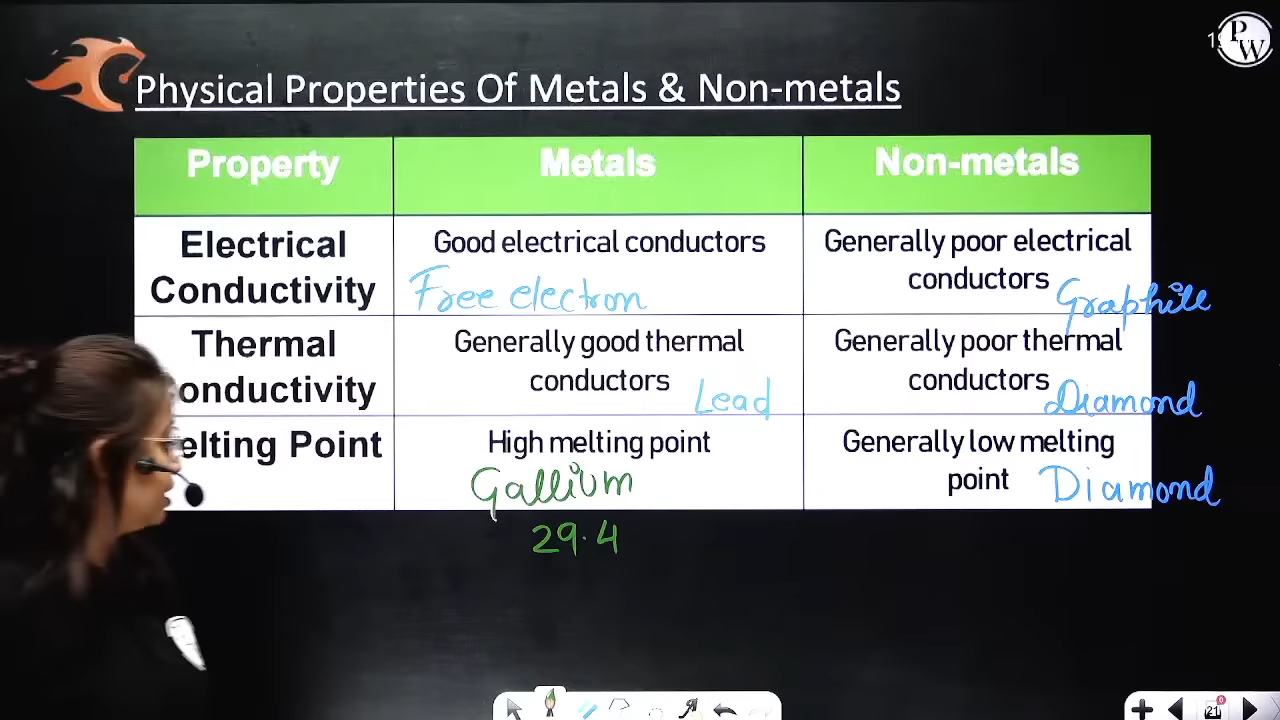 PW
Physical Properties Of Metals & Non-metals
Property
Metals
Non-metals
Electrical
Conductivity
Good electrical conductors
Free electron
Generally poor electrical
conductors
Graphite
Thermal
onductivity
Generally good thermal
conductors
Lead
Generally poor thermal
conductors
Diamond
elting Point
High melting point
Gallium
29.4
Generally low melting
point
Diamond
21